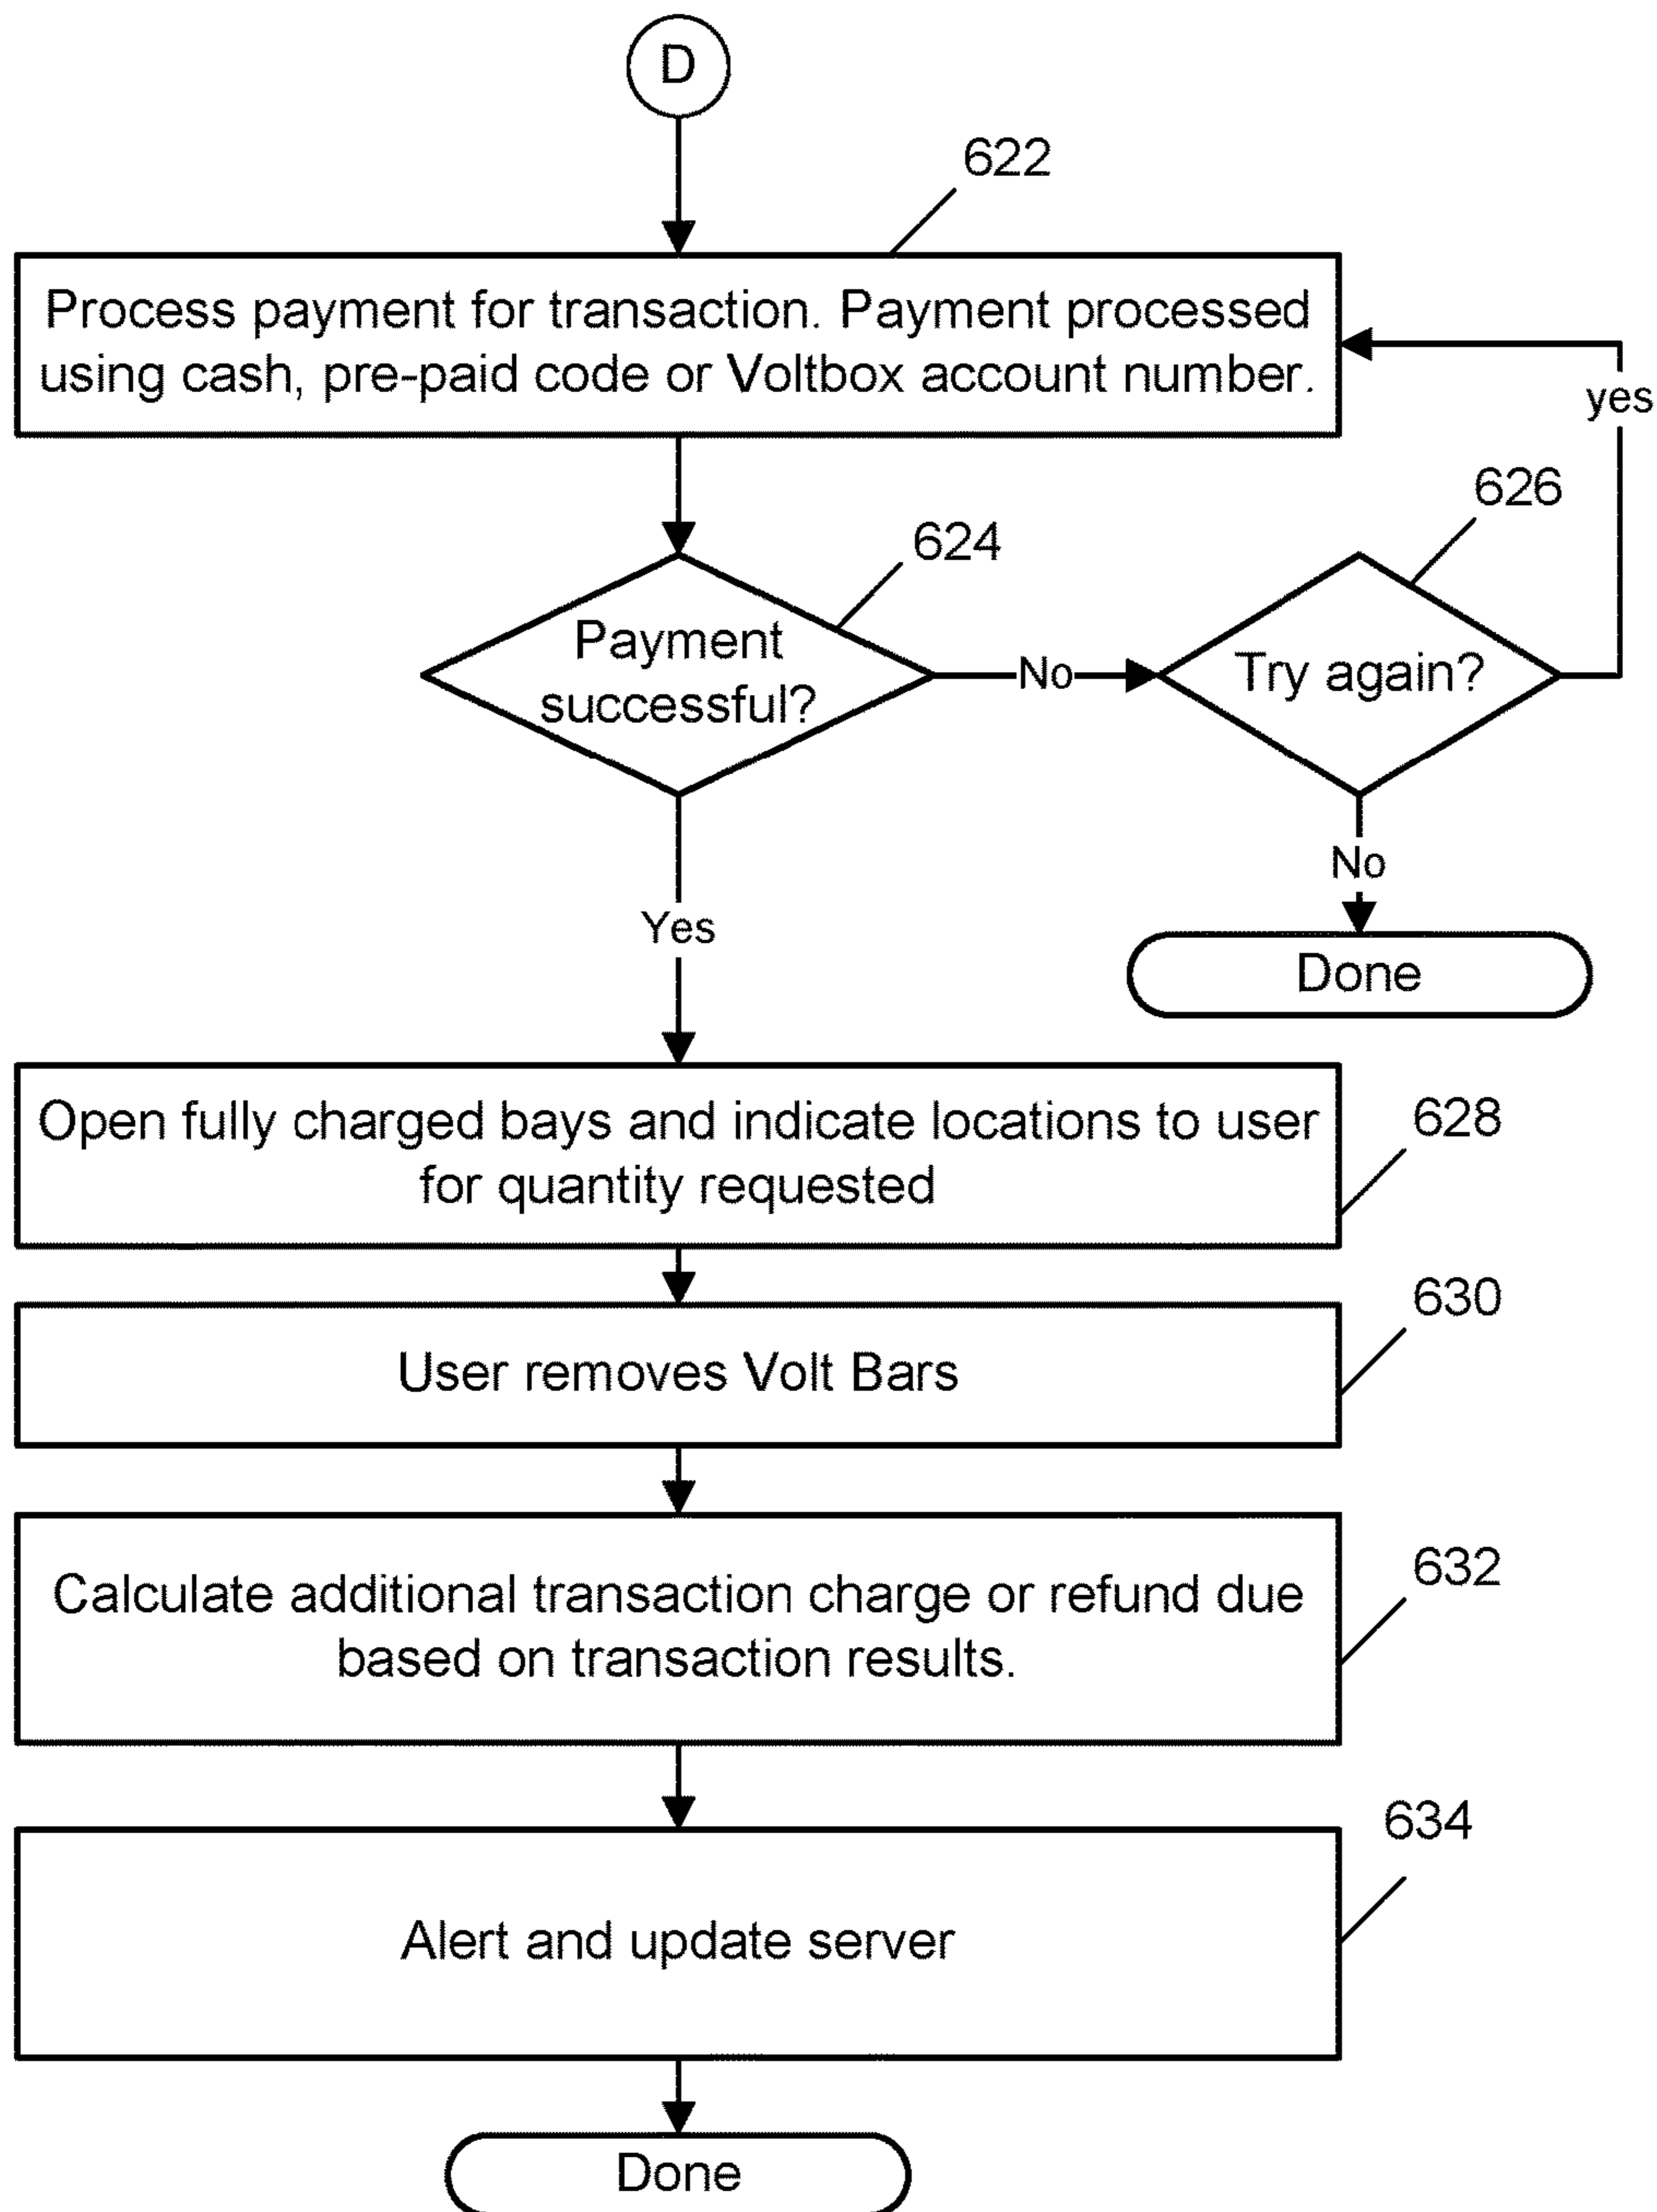 D
622
Process payment for transaction. Payment processed
using cash, pre-paid code or Voltbox account number.
yes
626
624
Payment
successful?
No
Try again?
No
Yes
Done
Open fully charged bays and indicate locations to user
for quantity requested
628
630
User removes Volt Bars
632
Calculate additional transaction charge or refund due
based on transaction results.
634
Alert and update server
Done